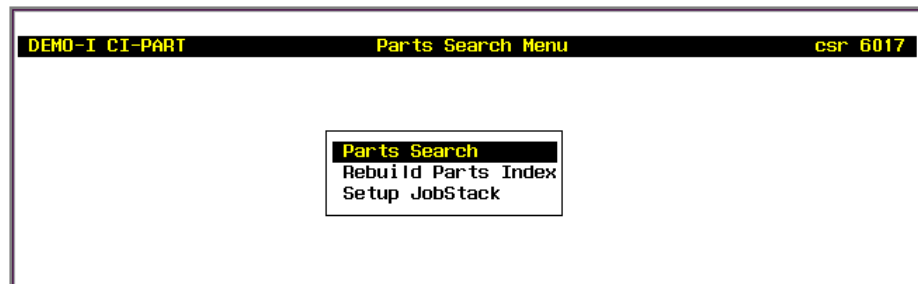 DEMO-I CI-PART Parts Search Menu csr 6017
Parts Search
Rebuild Parts Index
Setup JobStack